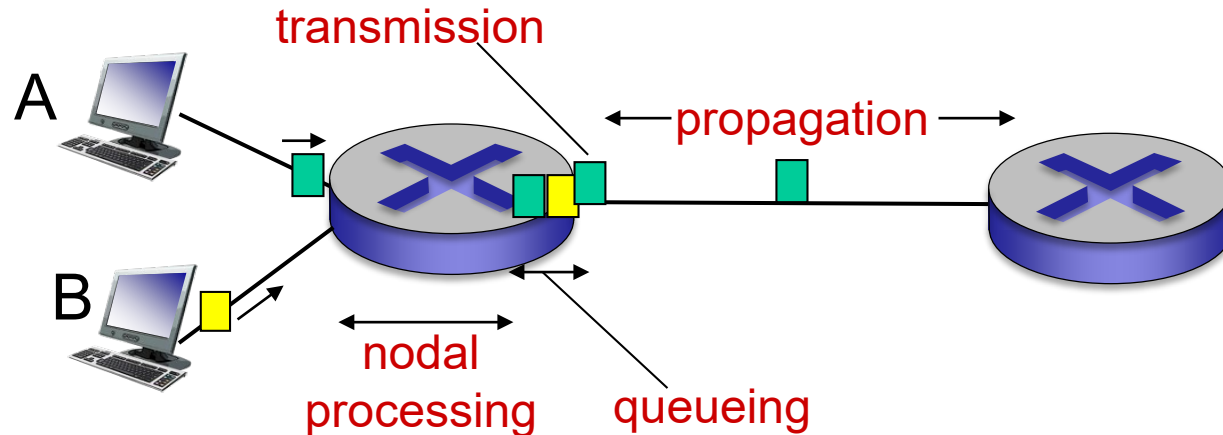 transmission
A
propagation
B
nodal
processing
queueing